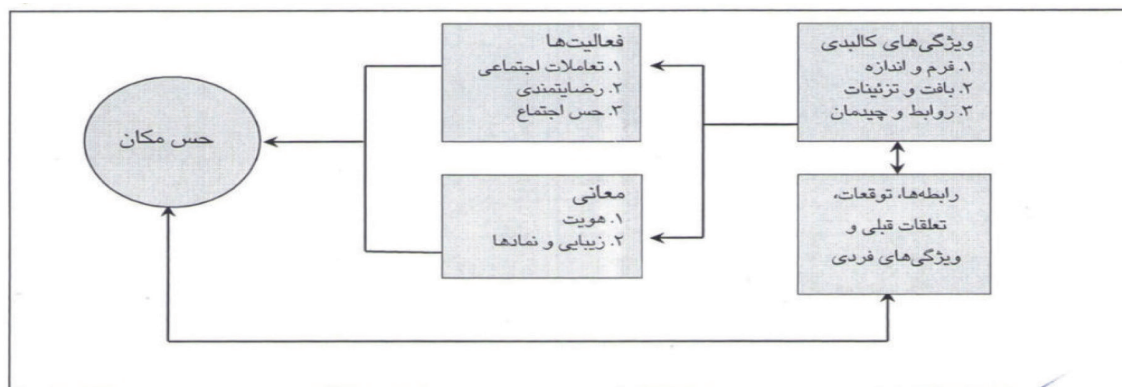 ویژگی‌های کالبدی
۱. فرم و اندازه
۲. بافت و تزئینات
۳. روابط و چیدمان
رابطه‌ها، توقعات،
تعلقات قبلی و
ویژگی‌های فردی
فعالیت‌ها
۱. تعاملات اجتماعی
۲. رضایتمندی
۳. حس اجتماع
معانی
۱. هویت
۲. زیبایی و نمادها
حس مکان